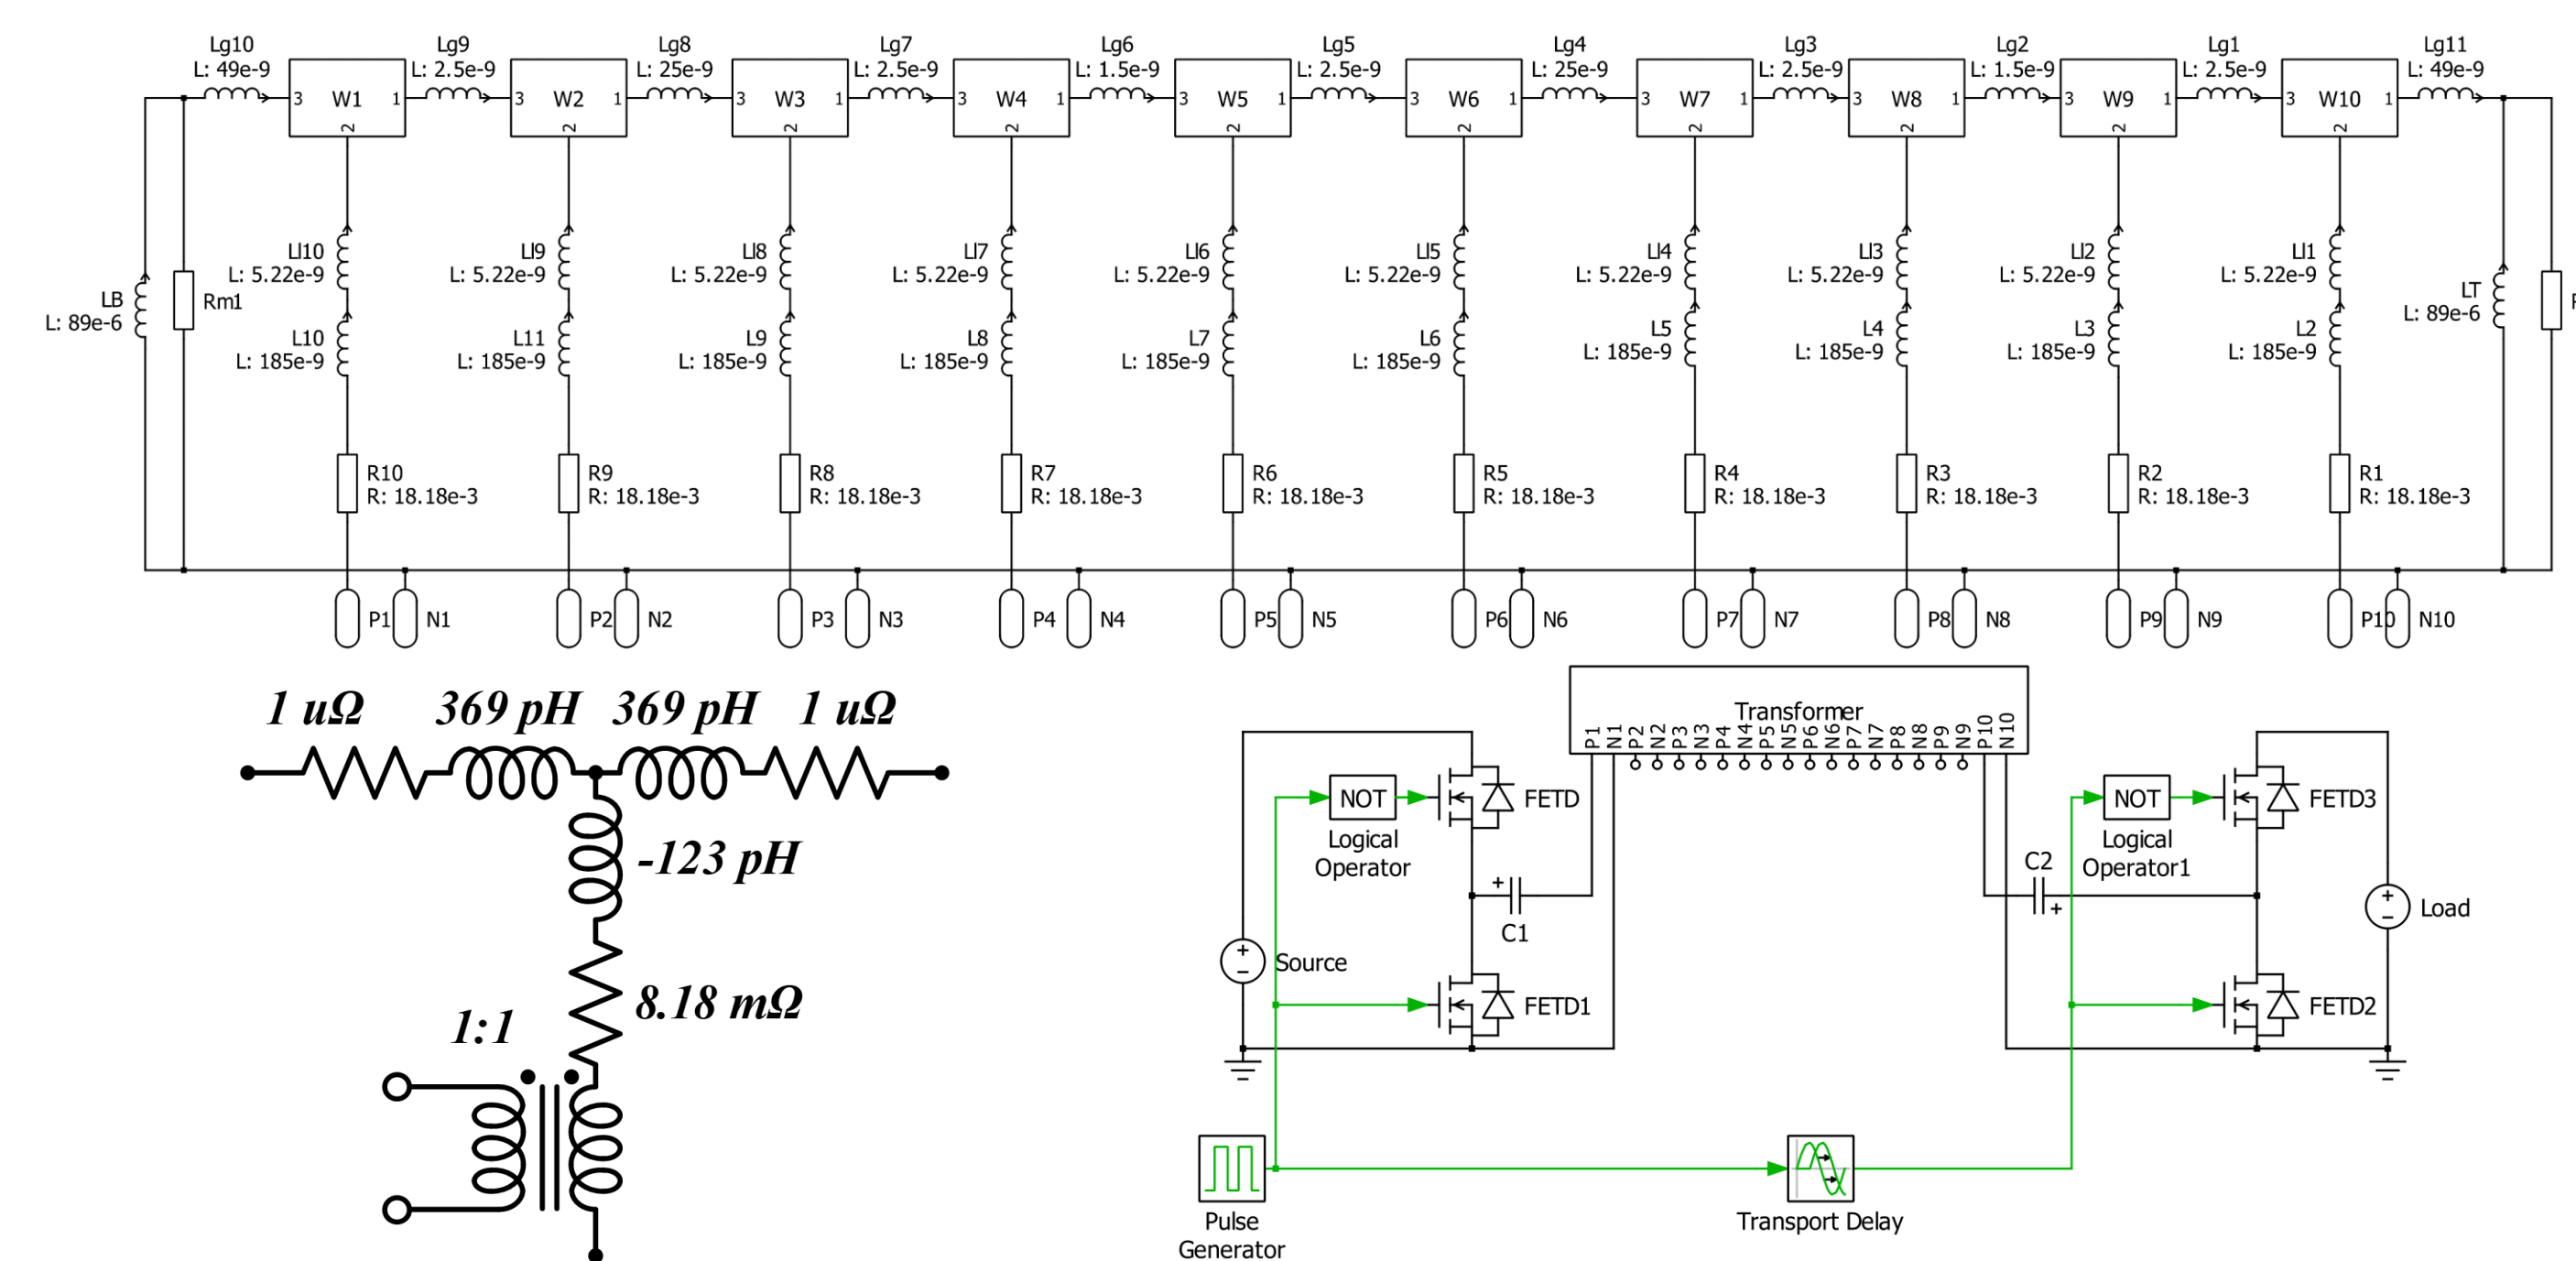 Lg10
L: 49e-9
Lg9
L: 2.5e-9
Lg8
L: 25e-9
Lg7
L: 2.5e-9
Lg6
L: 1.5e-9
Lg5
L: 2.5e-9
Lg4
L: 25e-9
Lg3
L: 2.5e-9
Lg2
L: 1.5e-9
Lg1
L: 2.5e-9
Lg11
L: 49e-9
3 W1 1
2
3 W2 1
2
3 W3 1
2
3 W4 1
2
3 W5 1
2
3 W6 1
2
3 W7 1
2
3 W8 1
2
3 W9 1
2
3 W10 1
2
LB
L: 89e-6
Rm1
Ll10
L: 5.22e-9
Ll9
L: 5.22e-9
Ll8
L: 5.22e-9
Ll7
L: 5.22e-9
Ll6
L: 5.22e-9
Ll5
L: 5.22e-9
Ll4
L: 5.22e-9
Ll3
L: 5.22e-9
Ll2
L: 5.22e-9
Ll1
L: 5.22e-9
LT
L: 89e-6
L10
L: 185e-9
L11
L: 185e-9
L9
L: 185e-9
L8
L: 185e-9
L7
L: 185e-9
L6
L: 185e-9
L5
L: 185e-9
L4
L: 185e-9
L3
L: 185e-9
L2
L: 185e-9
R10
R: 18.18e-3
R9
R: 18.18e-3
R8
R: 18.18e-3
R7
R: 18.18e-3
R6
R: 18.18e-3
R5
R: 18.18e-3
R4
R: 18.18e-3
R3
R: 18.18e-3
R2
R: 18.18e-3
R1
R: 18.18e-3
P1 N1 P2 N2 P3 N3 P4 N4 P5 N5 P6 N6 P7 N7 P8 N8 P9 N9 P10 N10
1 uΩ 369 pH 369 pH 1 uΩ
-123 pH
8.18 mΩ
1:1
Transformer
P1 N1 P2 N2 P3 N3 P4 N4 P5 N5 P6 N6 P7 N7 P8 N8 P9 N9 P10 N10
NOT
Logical
Operator
FETD
+
C1
+
−
Source
FETD1
NOT
Logical
Operator1
FETD3
C2
+
+
−
Load
FETD2
Pulse
Generator
Transport Delay